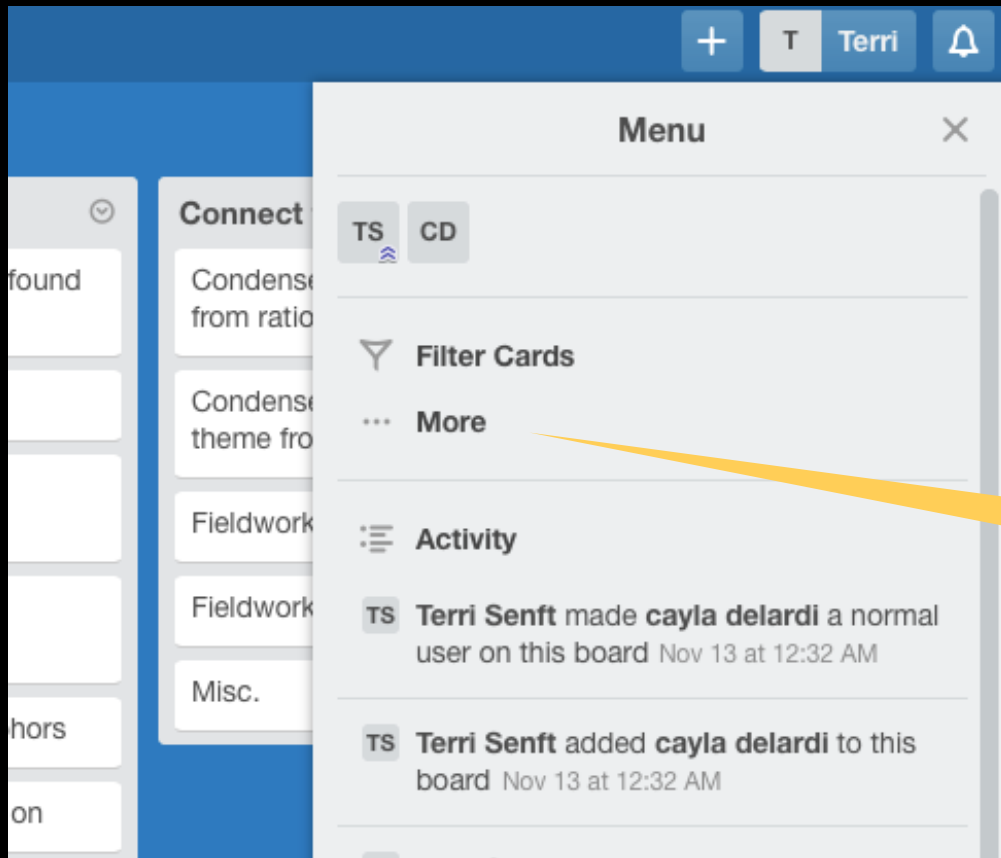 T Terri
Menu
TS CD
found
hors
on
Connect
Condense
from ratio
Condense
theme fro
Fieldwork
Fieldwork
Misc.
Filter Cards
More
Activity
TS Terri Senft made cayla delardi a normal
user on this board Nov 13 at 12:32 AM
TS Terri Senft added cayla delardi to this
board Nov 13 at 12:32 AM